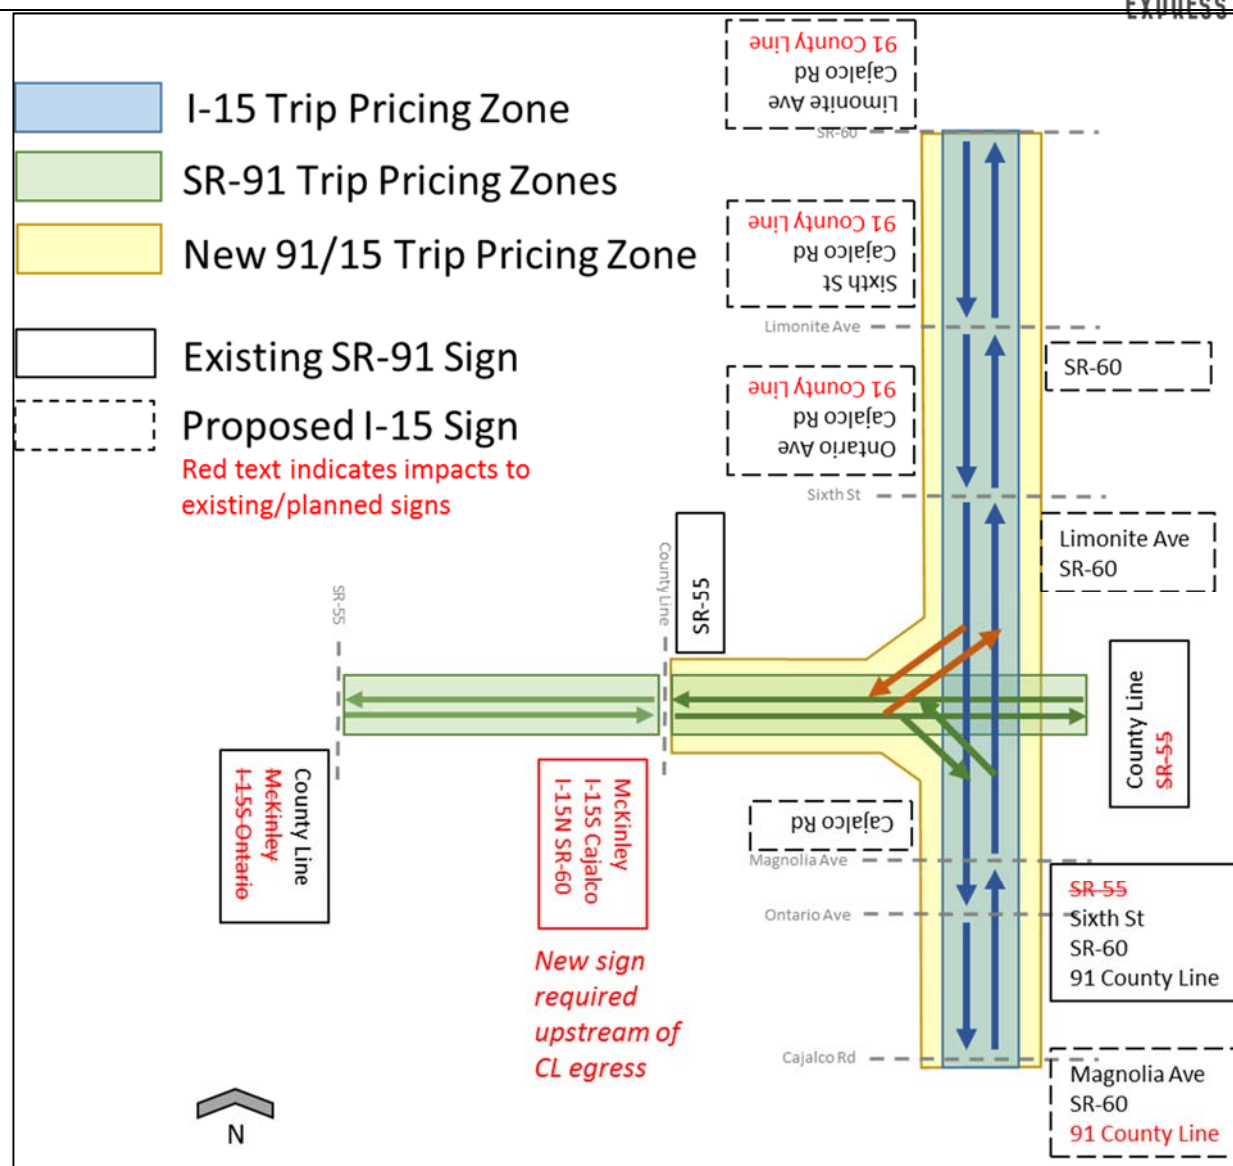 EXPRESS
I-15 Trip Pricing Zone
SR-91 Trip Pricing Zones
New 91/15 Trip Pricing Zone
Existing SR-91 Sign
Proposed I-15 Sign
Red text indicates impacts to
existing/planned signs
Limonite Ave
Cajalco Rd
91 County Line
SR-60
Sixth St
Cajalco Rd
91 County Line
Limonite Ave
SR-60
Ontario Ave
Cajalco Rd
91 County Line
Sixth St
Limonite Ave
SR-60
SR-55
County Line
SR-55
County Line
SR-55
County Line
McKinley
I-15S Ontario
McKinley
I-15S Cajalco
I-15N SR-60
New sign
required
upstream of
CL egress
Cajalco Rd
Magnolia Ave
Ontario Ave
SR-55
Sixth St
SR-60
91 County Line
Cajalco Rd
Magnolia Ave
SR-60
91 County Line
N